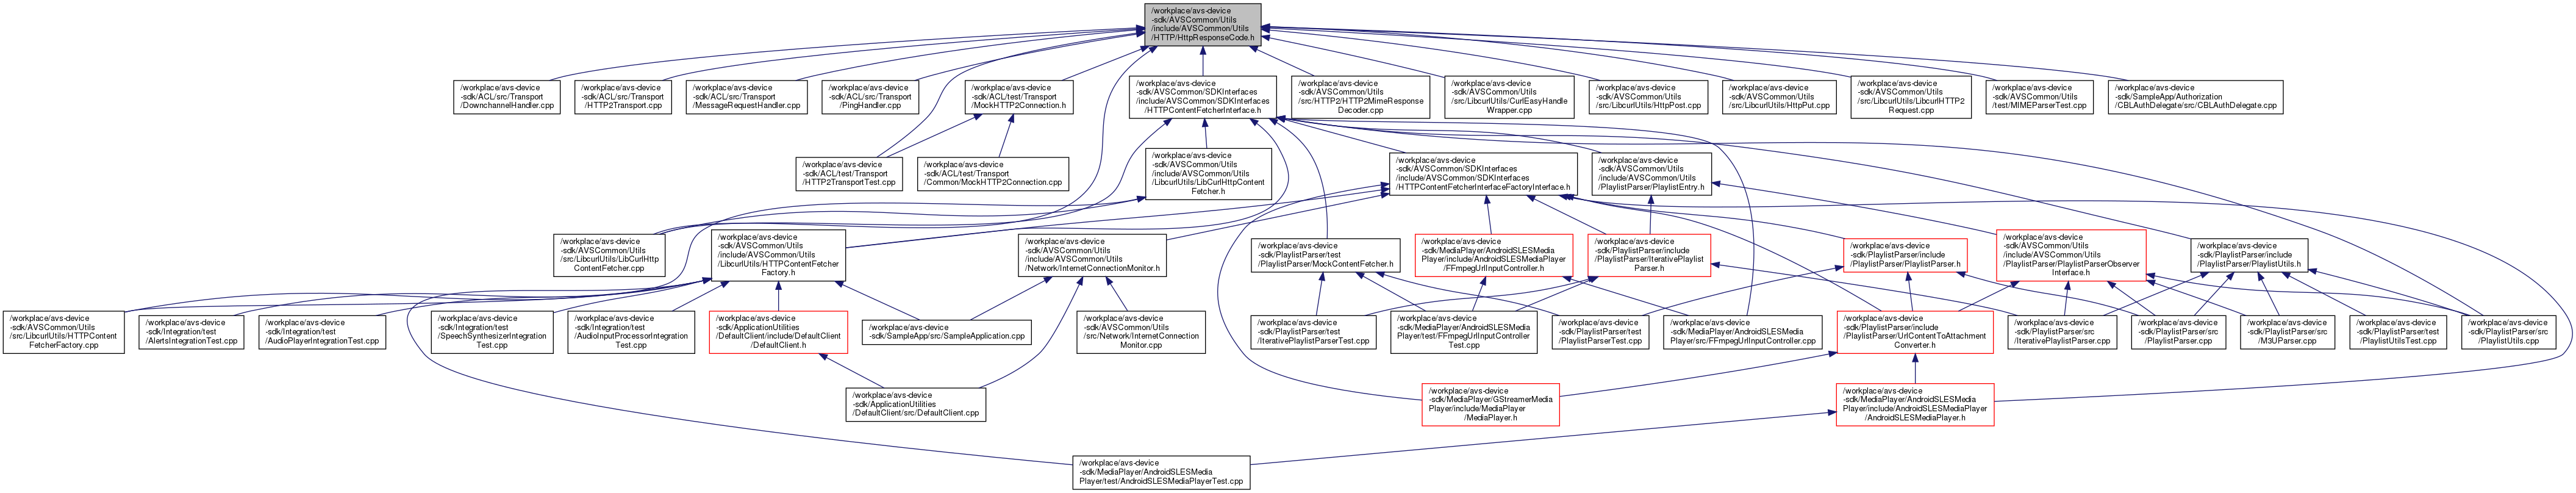 /workplace/avs-device
-sdk/AVSCommon/Utils
/include/AVSCommon/Utils
/HTTP/HttpResponseCode.h
/workplace/avs-device
-sdk/ACL/src/Transport
/DownchannelHandler.cpp
/workplace/avs-device
-sdk/ACL/src/Transport
/HTTP2Transport.cpp
/workplace/avs-device
-sdk/ACL/src/Transport
/MessageRequestHandler.cpp
/workplace/avs-device
-sdk/ACL/src/Transport
/PingHandler.cpp
/workplace/avs-device
-sdk/ACL/test/Transport
/MockHTTP2Connection.h
/workplace/avs-device
-sdk/AVSCommon/SDKInterfaces
/include/AVSCommon/SDKInterfaces
/HTTPContentFetcherInterface.h
/workplace/avs-device
-sdk/AVSCommon/Utils
/src/HTTP2/HTTP2MimeResponse
Decoder.cpp
/workplace/avs-device
-sdk/AVSCommon/Utils
/src/LibcurlUtils/CurlEasyHandle
Wrapper.cpp
/workplace/avs-device
-sdk/AVSCommon/Utils
/src/LibcurlUtils/HttpPost.cpp
/workplace/avs-device
-sdk/AVSCommon/Utils
/src/LibcurlUtils/HttpPut.cpp
/workplace/avs-device
-sdk/AVSCommon/Utils
/src/LibcurlUtils/LibcurlHTTP2
Request.cpp
/workplace/avs-device
-sdk/AVSCommon/Utils
/test/MIMEParserTest.cpp
/workplace/avs-device
-sdk/SampleApp/Authorization
/CBLAuthDelegate/src/CBLAuthDelegate.cpp
/workplace/avs-device
-sdk/ACL/test/Transport
/HTTP2TransportTest.cpp
/workplace/avs-device
-sdk/ACL/test/Transport
/Common/MockHTTP2Connection.cpp
/workplace/avs-device
-sdk/AVSCommon/Utils
/include/AVSCommon/Utils
/LibcurlUtils/LibCurlHttpContent
Fetcher.h
/workplace/avs-device
-sdk/AVSCommon/SDKInterfaces
/include/AVSCommon/SDKInterfaces
/HTTPContentFetcherInterfaceFactoryInterface.h
/workplace/avs-device
-sdk/AVSCommon/Utils
/include/AVSCommon/Utils
/PlaylistParser/PlaylistEntry.h
/workplace/avs-device
-sdk/AVSCommon/Utils
/src/LibcurlUtils/LibCurlHttp
ContentFetcher.cpp
/workplace/avs-device
-sdk/AVSCommon/Utils
/include/AVSCommon/Utils
/LibcurlUtils/HTTPContentFetcher
Factory.h
/workplace/avs-device
-sdk/AVSCommon/Utils
/include/AVSCommon/Utils
/Network/InternetConnectionMonitor.h
/workplace/avs-device
-sdk/PlaylistParser/test
/PlaylistParser/MockContentFetcher.h
/workplace/avs-device
-sdk/MediaPlayer/AndroidSLESMedia
Player/include/AndroidSLESMediaPlayer
/FFmpegUrlInputController.h
/workplace/avs-device
-sdk/PlaylistParser/include
/PlaylistParser/IterativePlaylist
Parser.h
/workplace/avs-device
-sdk/PlaylistParser/include
/PlaylistParser/PlaylistParser.h
/workplace/avs-device
-sdk/AVSCommon/Utils
/include/AVSCommon/Utils
/PlaylistParser/PlaylistParserObserver
Interface.h
/workplace/avs-device
-sdk/PlaylistParser/include
/PlaylistParser/PlaylistUtils.h
/workplace/avs-device
-sdk/AVSCommon/Utils
/src/LibcurlUtils/HTTPContent
FetcherFactory.cpp
/workplace/avs-device
-sdk/Integration/test
/AlertsIntegrationTest.cpp
/workplace/avs-device
-sdk/Integration/test
/AudioPlayerIntegrationTest.cpp
/workplace/avs-device
-sdk/Integration/test
/SpeechSynthesizerIntegration
Test.cpp
/workplace/avs-device
-sdk/Integration/test
/AudioInputProcessorIntegration
Test.cpp
/workplace/avs-device
-sdk/ApplicationUtilities
/DefaultClient/include/DefaultClient
/DefaultClient.h
/workplace/avs-device
-sdk/SampleApp/src/SampleApplication.cpp
/workplace/avs-device
-sdk/AVSCommon/Utils
/src/Network/InternetConnection
Monitor.cpp
/workplace/avs-device
-sdk/PlaylistParser/test
/IterativePlaylistParserTest.cpp
/workplace/avs-device
-sdk/MediaPlayer/AndroidSLESMedia
Player/test/FFmpegUrlInputController
Test.cpp
/workplace/avs-device
-sdk/PlaylistParser/test
/PlaylistParserTest.cpp
/workplace/avs-device
-sdk/MediaPlayer/AndroidSLESMedia
Player/src/FFmpegUrlInputController.cpp
/workplace/avs-device
-sdk/PlaylistParser/include
/PlaylistParser/UrlContentToAttachment
Converter.h
/workplace/avs-device
-sdk/PlaylistParser/src
/IterativePlaylistParser.cpp
/workplace/avs-device
-sdk/PlaylistParser/src
/PlaylistParser.cpp
/workplace/avs-device
-sdk/PlaylistParser/src
/M3UParser.cpp
/workplace/avs-device
-sdk/PlaylistParser/test
/PlaylistUtilsTest.cpp
/workplace/avs-device
-sdk/PlaylistParser/src
/PlaylistUtils.cpp
/workplace/avs-device
-sdk/ApplicationUtilities
/DefaultClient/src/DefaultClient.cpp
/workplace/avs-device
-sdk/MediaPlayer/GStreamerMedia
Player/include/MediaPlayer
/MediaPlayer.h
/workplace/avs-device
-sdk/MediaPlayer/AndroidSLESMedia
Player/include/AndroidSLESMediaPlayer
/AndroidSLESMediaPlayer.h
/workplace/avs-device
-sdk/MediaPlayer/AndroidSLESMedia
Player/test/AndroidSLESMediaPlayerTest.cpp